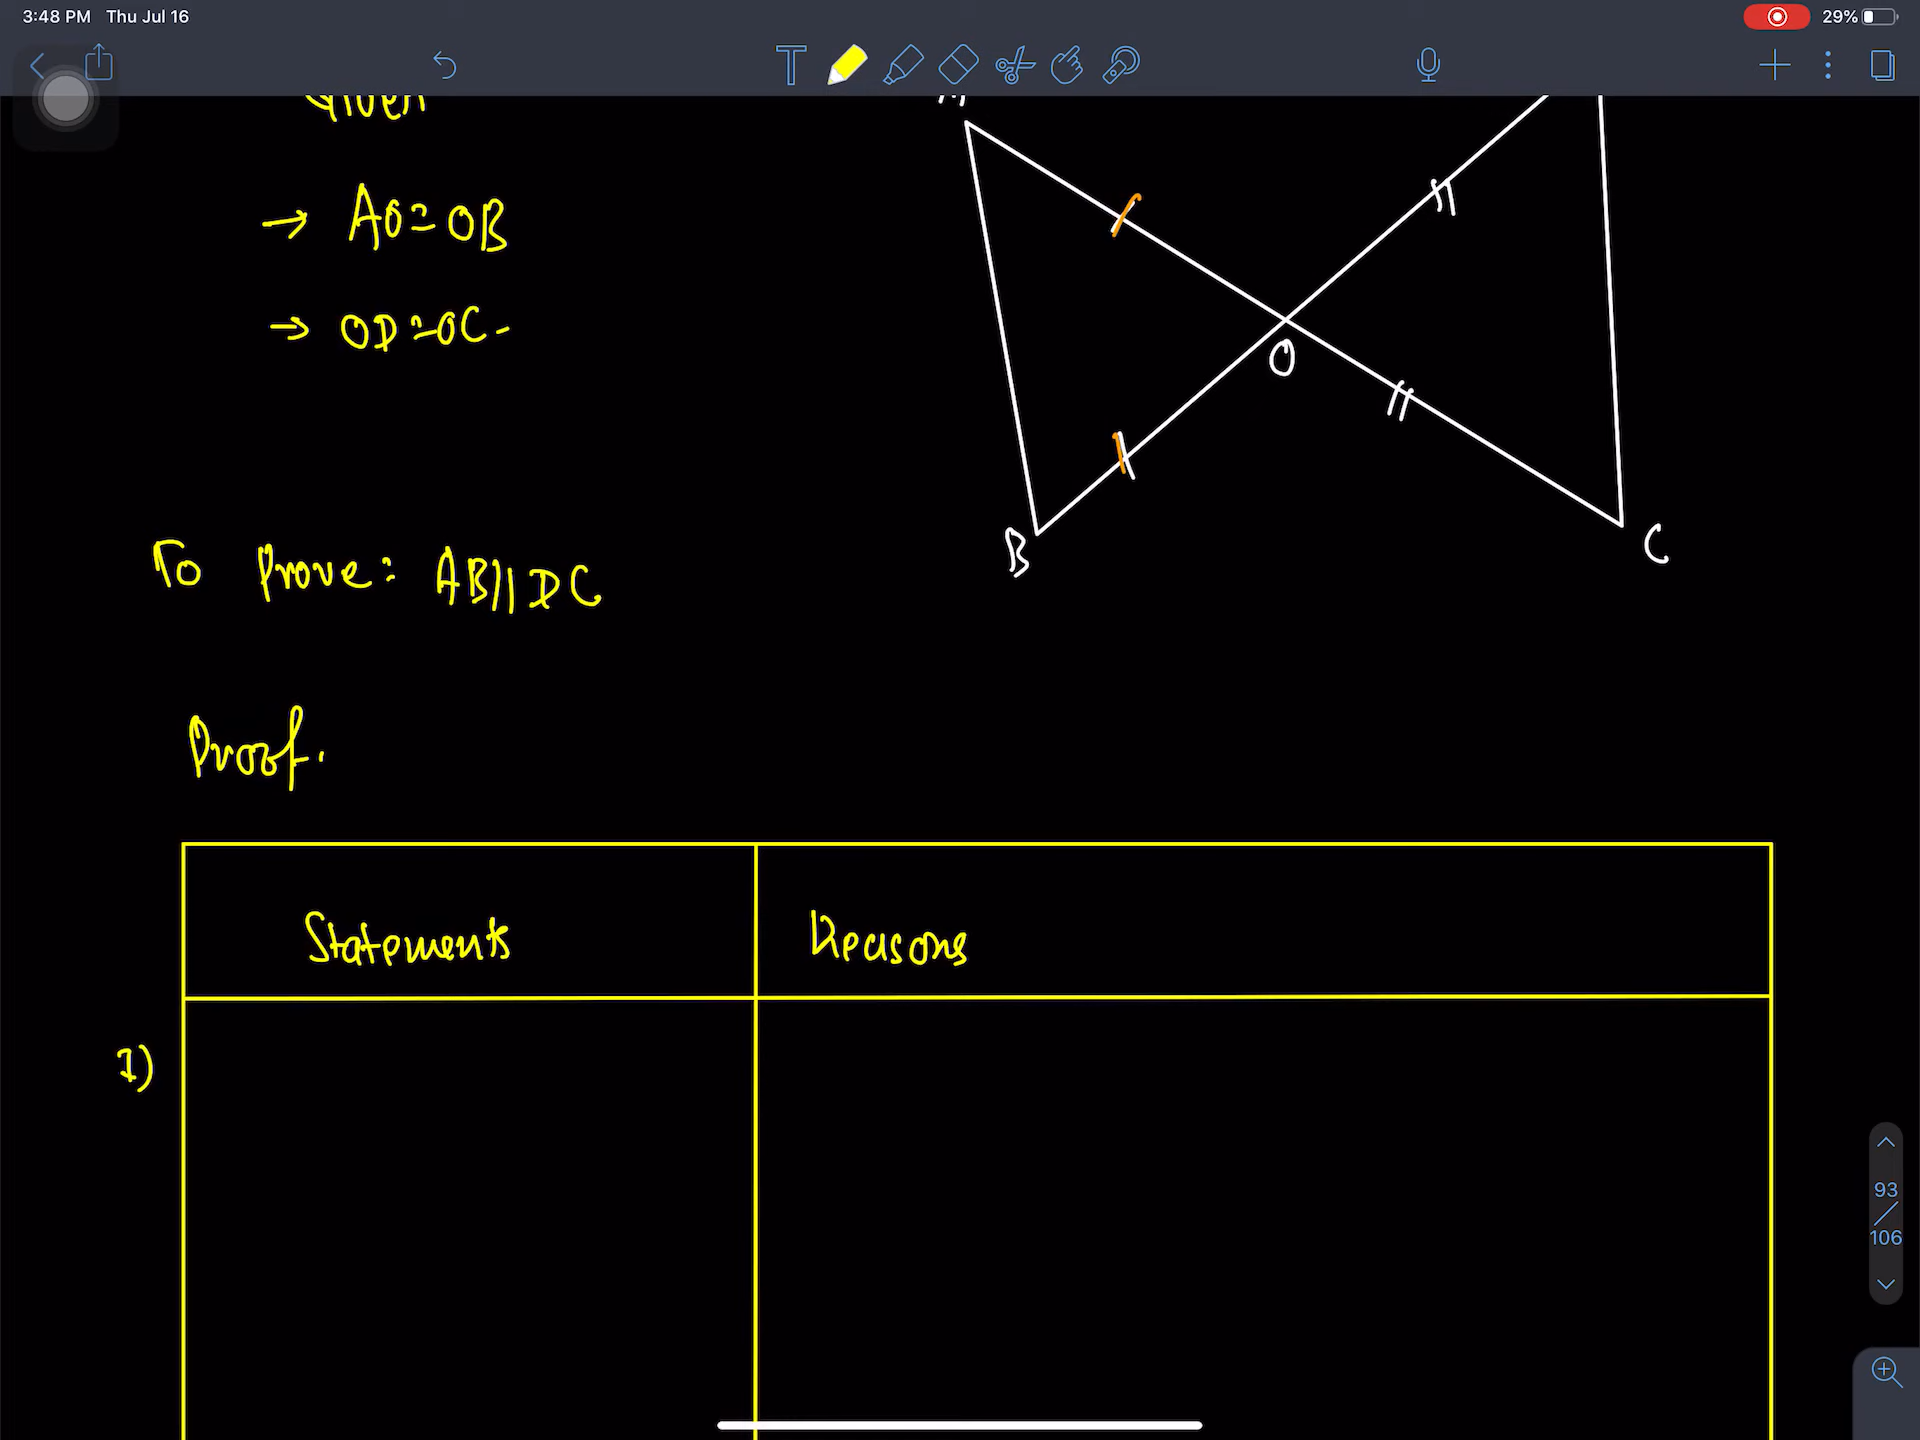 3:48 PM Thu Jul 16
29%
Given
→ AO = OB
→ OD = OC -
O
B
C
To Prove: AB || DC
Proof.
Statements
Reasons
1)
93
106